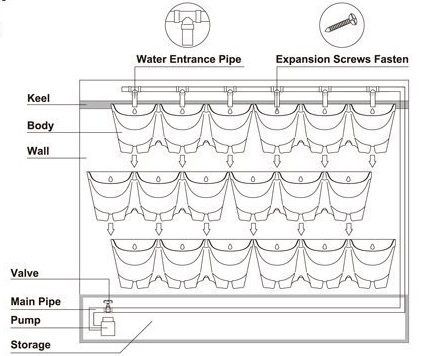 Water Entrance Pipe
Expansion Screws Fasten
Keel
Body
Wall
Valve
Main Pipe
Pump
Storage